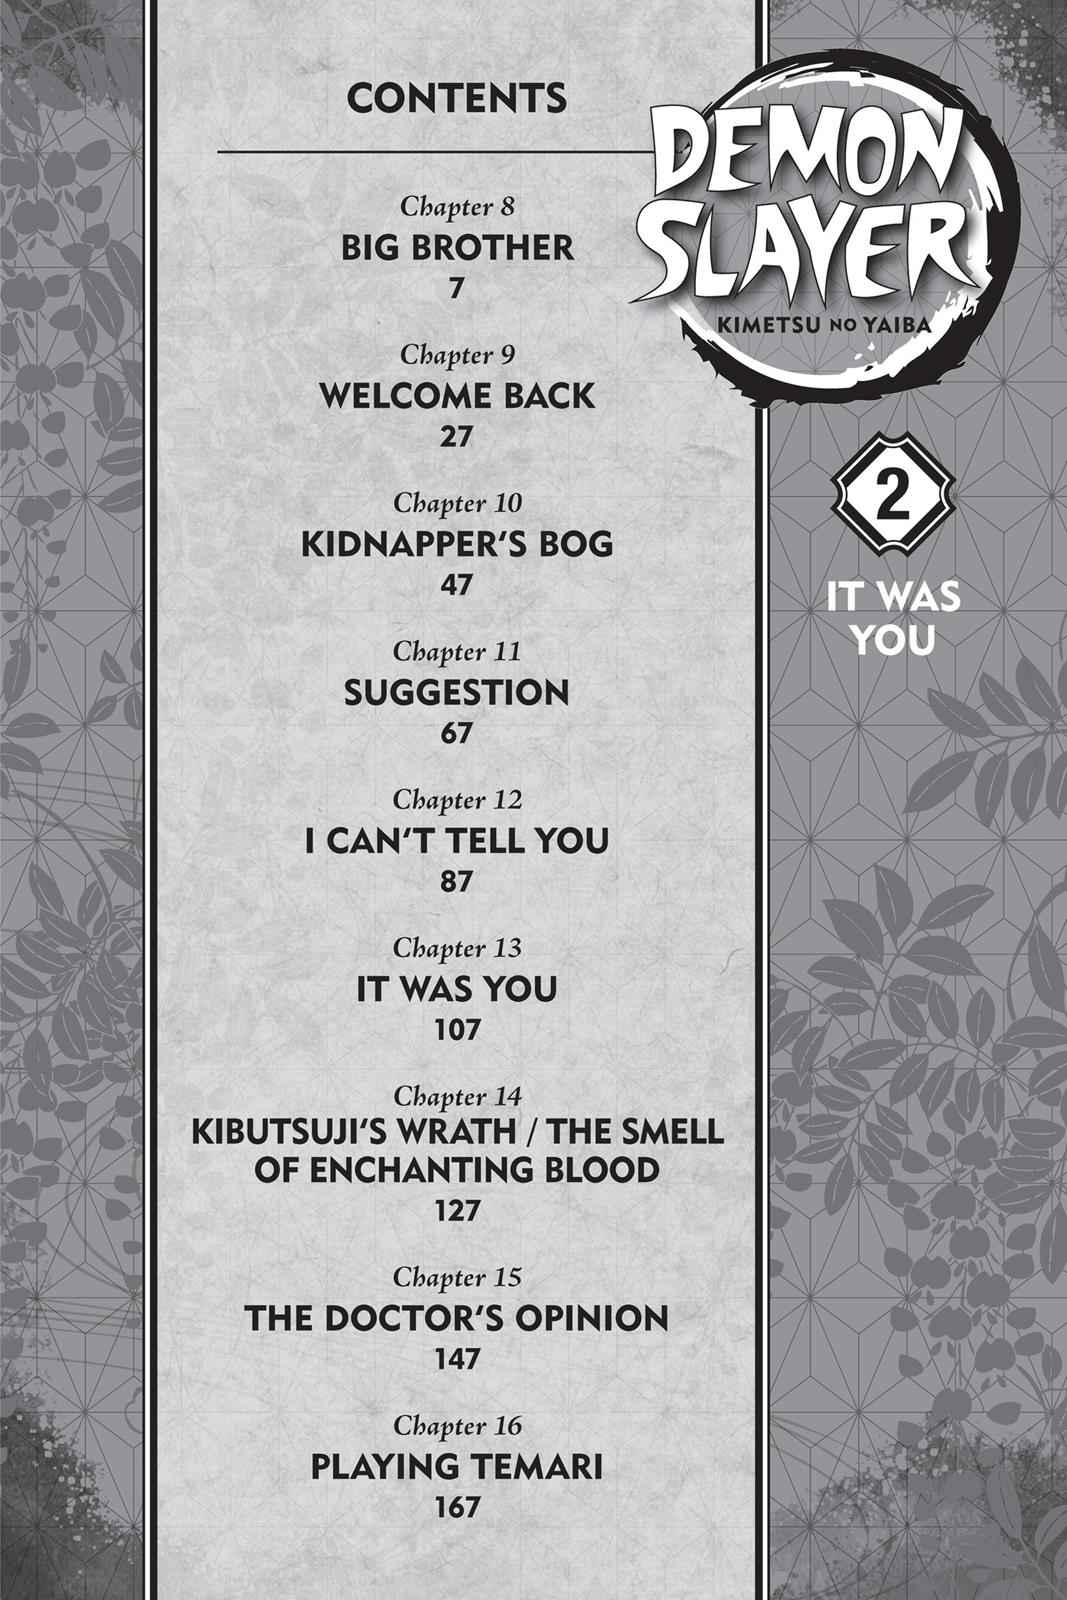 CONTENTS
Chapter 8
BIG BROTHER
7
Chapter 9
WELCOME BACK
27
Chapter 10
KIDNAPPER'S BOG
47
Chapter 11
SUGGESTION
67
Chapter 12
I CAN'T TELL YOU
87
Chapter 13
IT WAS YOU
107
Chapter 14
KIBUTSUJI'S WRATH / THE SMELL
OF ENCHANTING BLOOD
127
Chapter 15
THE DOCTOR'S OPINION
147
Chapter 16
PLAYING TEMARI
167
DEMON
SLAYER
KIMETSU NO YAIBA
2
IT WAS
YOU